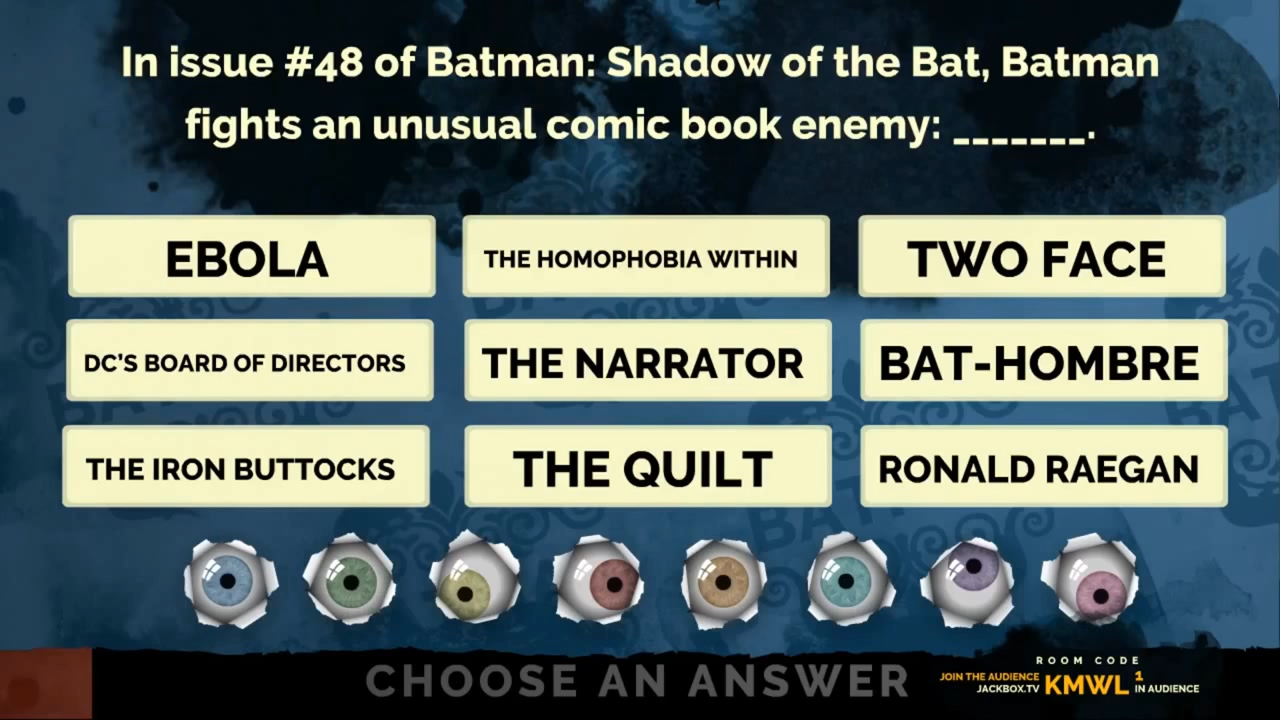 In issue #48 of Batman: Shadow of the Bat, Batman
fights an unusual comic book enemy: _______.
EBOLA
THE HOMOPHOBIA WITHIN
TWO FACE
DC'S BOARD OF DIRECTORS
THE NARRATOR
BAT-HOMBRE
THE IRON BUTTOCKS
THE QUILT
RONALD RAEGAN
CHOOSE AN ANSWER
ROOM CODE
JOIN THE AUDIENCE
JACKBOX.TV
KMWL
1
IN AUDIENCE